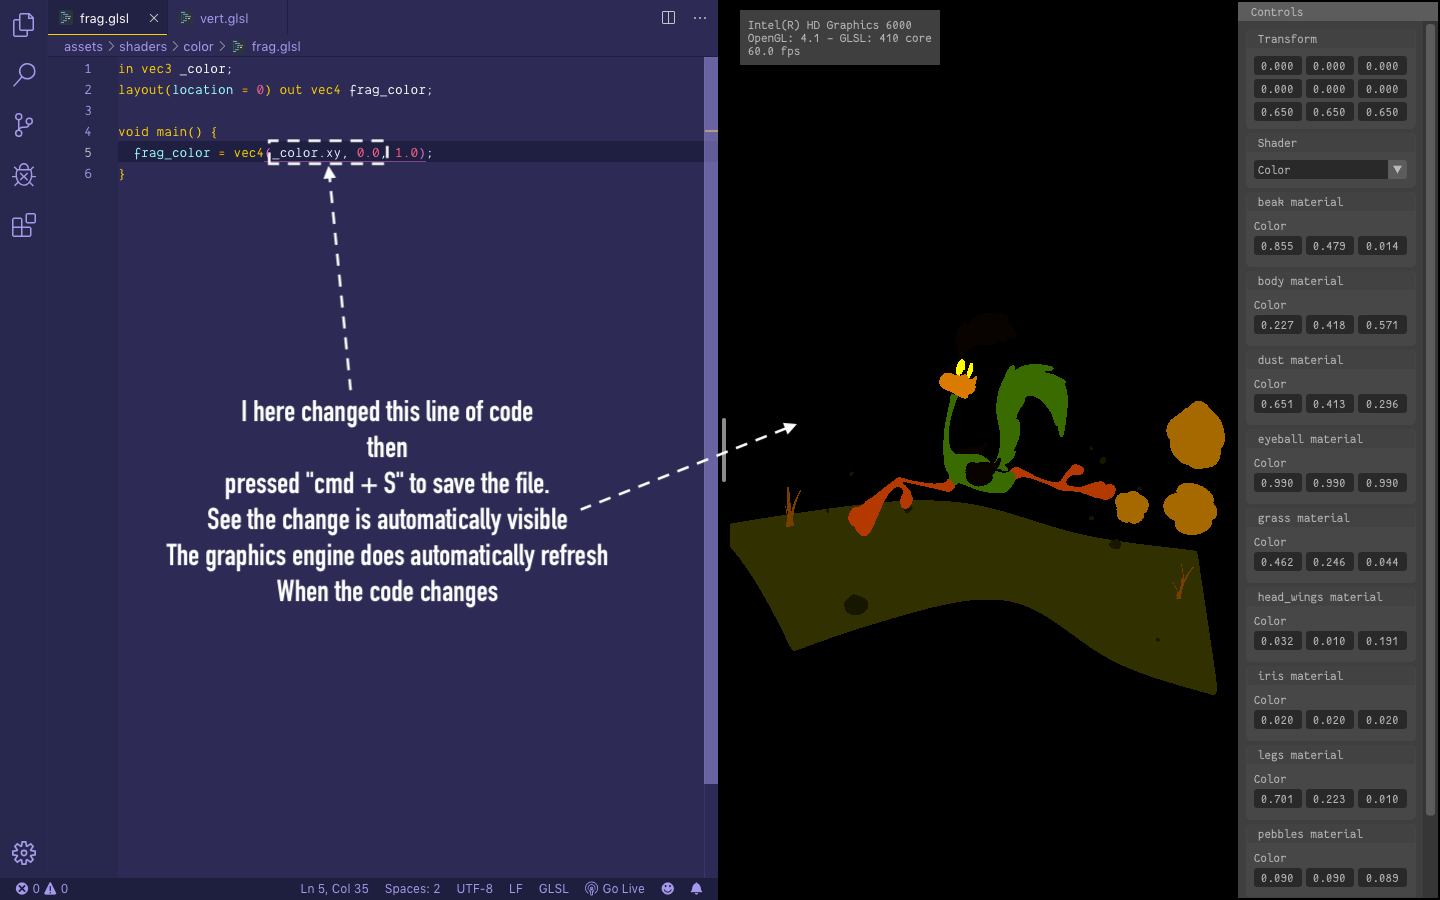 frag.glsl
vert.glsl
assets > shaders > color > frag.glsl
1 in vec3 _color;
2 layout(location = 0) out vec4 frag_color;
3
4 void main() {
5 frag_color = vec4(_color.xy, 0.0, 1.0);
6 }
I here changed this line of code
then
pressed "cmd + S" to save the file.
See the change is automatically visible
The graphics engine does automatically refresh
When the code changes
0 0
Ln 5, Col 35 Spaces: 2 UTF-8 LF GLSL Go Live
Intel(R) HD Graphics 6000
OpenGL: 4.1 - GLSL: 410 core
60.0 fps
Controls
Transform
0.000 0.000 0.000
0.000 0.000 0.000
0.650 0.650 0.650
Shader
Color
beak material
Color
0.855 0.479 0.014
body material
Color
0.227 0.418 0.571
dust material
Color
0.651 0.413 0.296
eyeball material
Color
0.990 0.990 0.990
grass material
Color
0.462 0.246 0.044
head_wings material
Color
0.032 0.010 0.191
iris material
Color
0.020 0.020 0.020
legs material
Color
0.701 0.223 0.010
pebbles material
Color
0.090 0.090 0.089